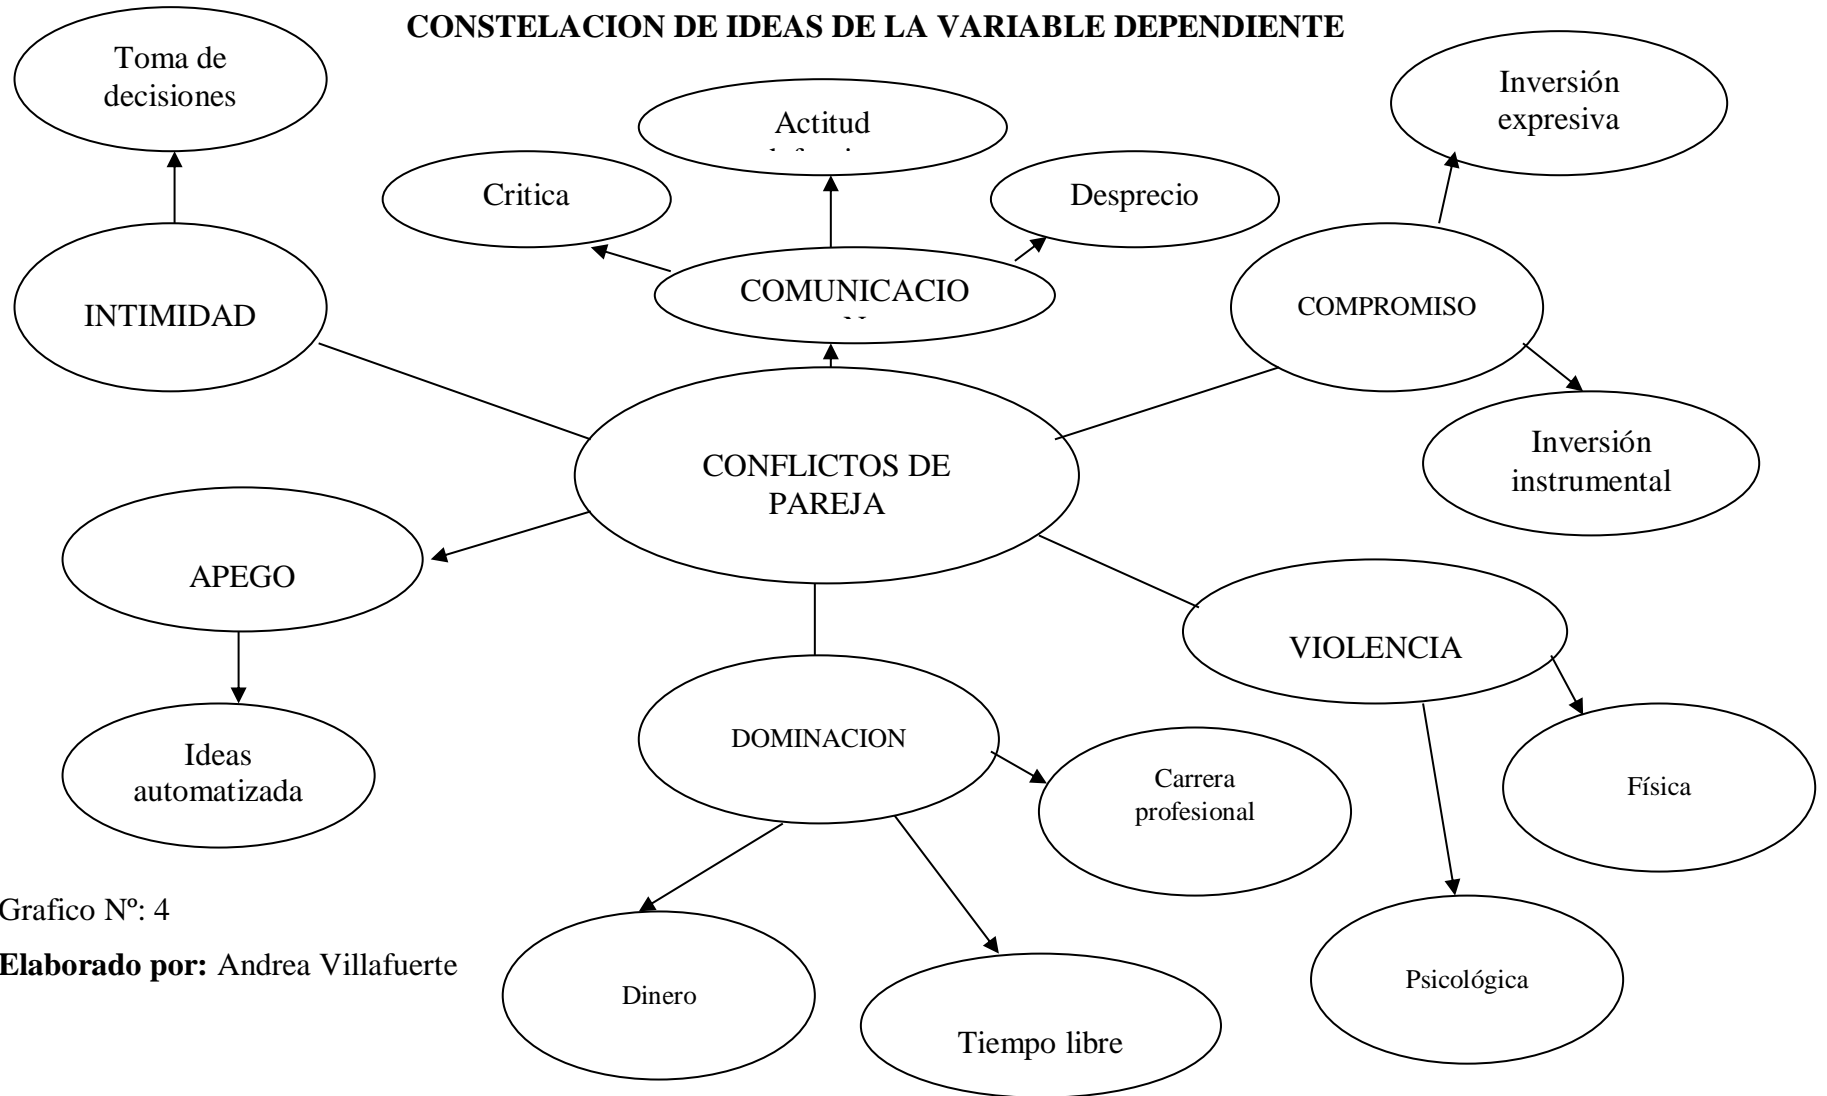 CONSTELACION DE IDEAS DE LA VARIABLE DEPENDIENTE
Toma de
decisiones
Inversión
expresiva
Actitud
Critica
Desprecio
INTIMIDAD
COMUNICACIO
COMPROMISO
Inversión
instrumental
CONFLICTOS DE
PAREJA
APEGO
VIOLENCIA
DOMINACION
Ideas
automatizada
Carrera
profesional
Física
Grafico Nº: 4
Elaborado por: Andrea Villafuerte
Dinero
Psicológica
Tiempo libre